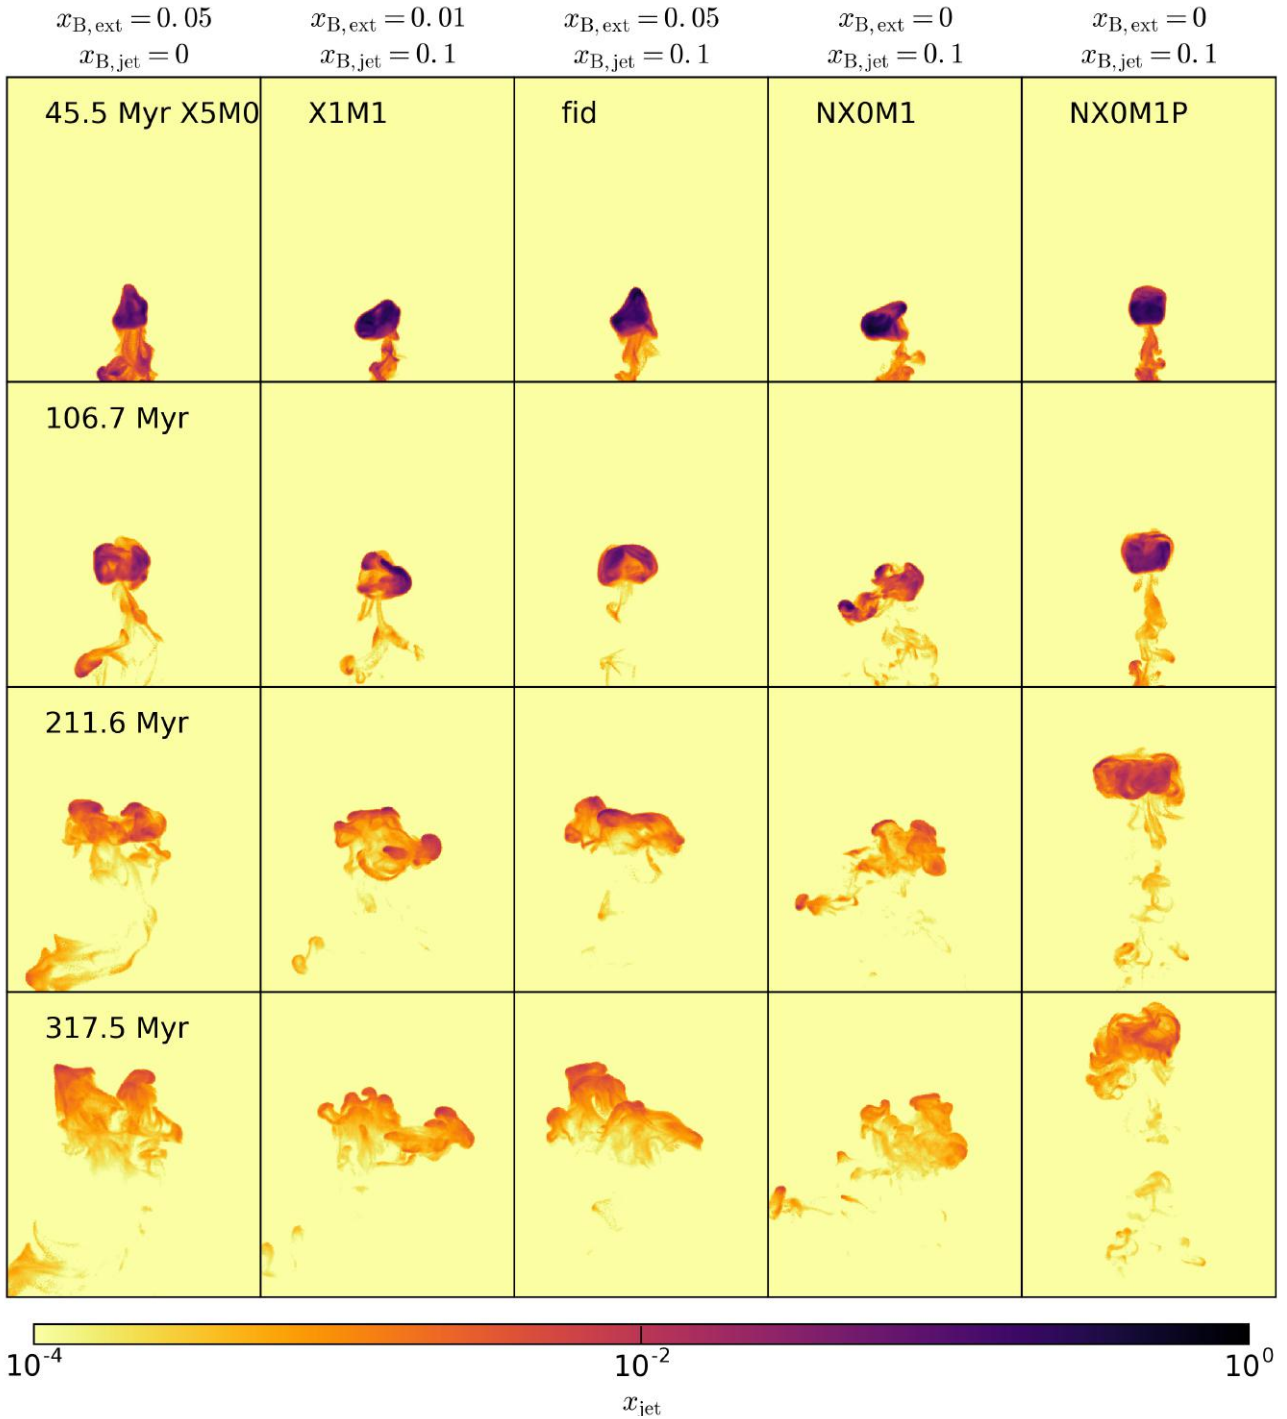 x_B,ext = 0.05 x_B,ext = 0.01 x_B,ext = 0.05 x_B,ext = 0 x_B,ext = 0
x_B,jet = 0 x_B,jet = 0.1 x_B,jet = 0.1 x_B,jet = 0.1 x_B,jet = 0.1
45.5 Myr X5M0 X1M1 fid NX0M1 NX0M1P
106.7 Myr
211.6 Myr
317.5 Myr
10^-4 10^-2 10^0
x_jet